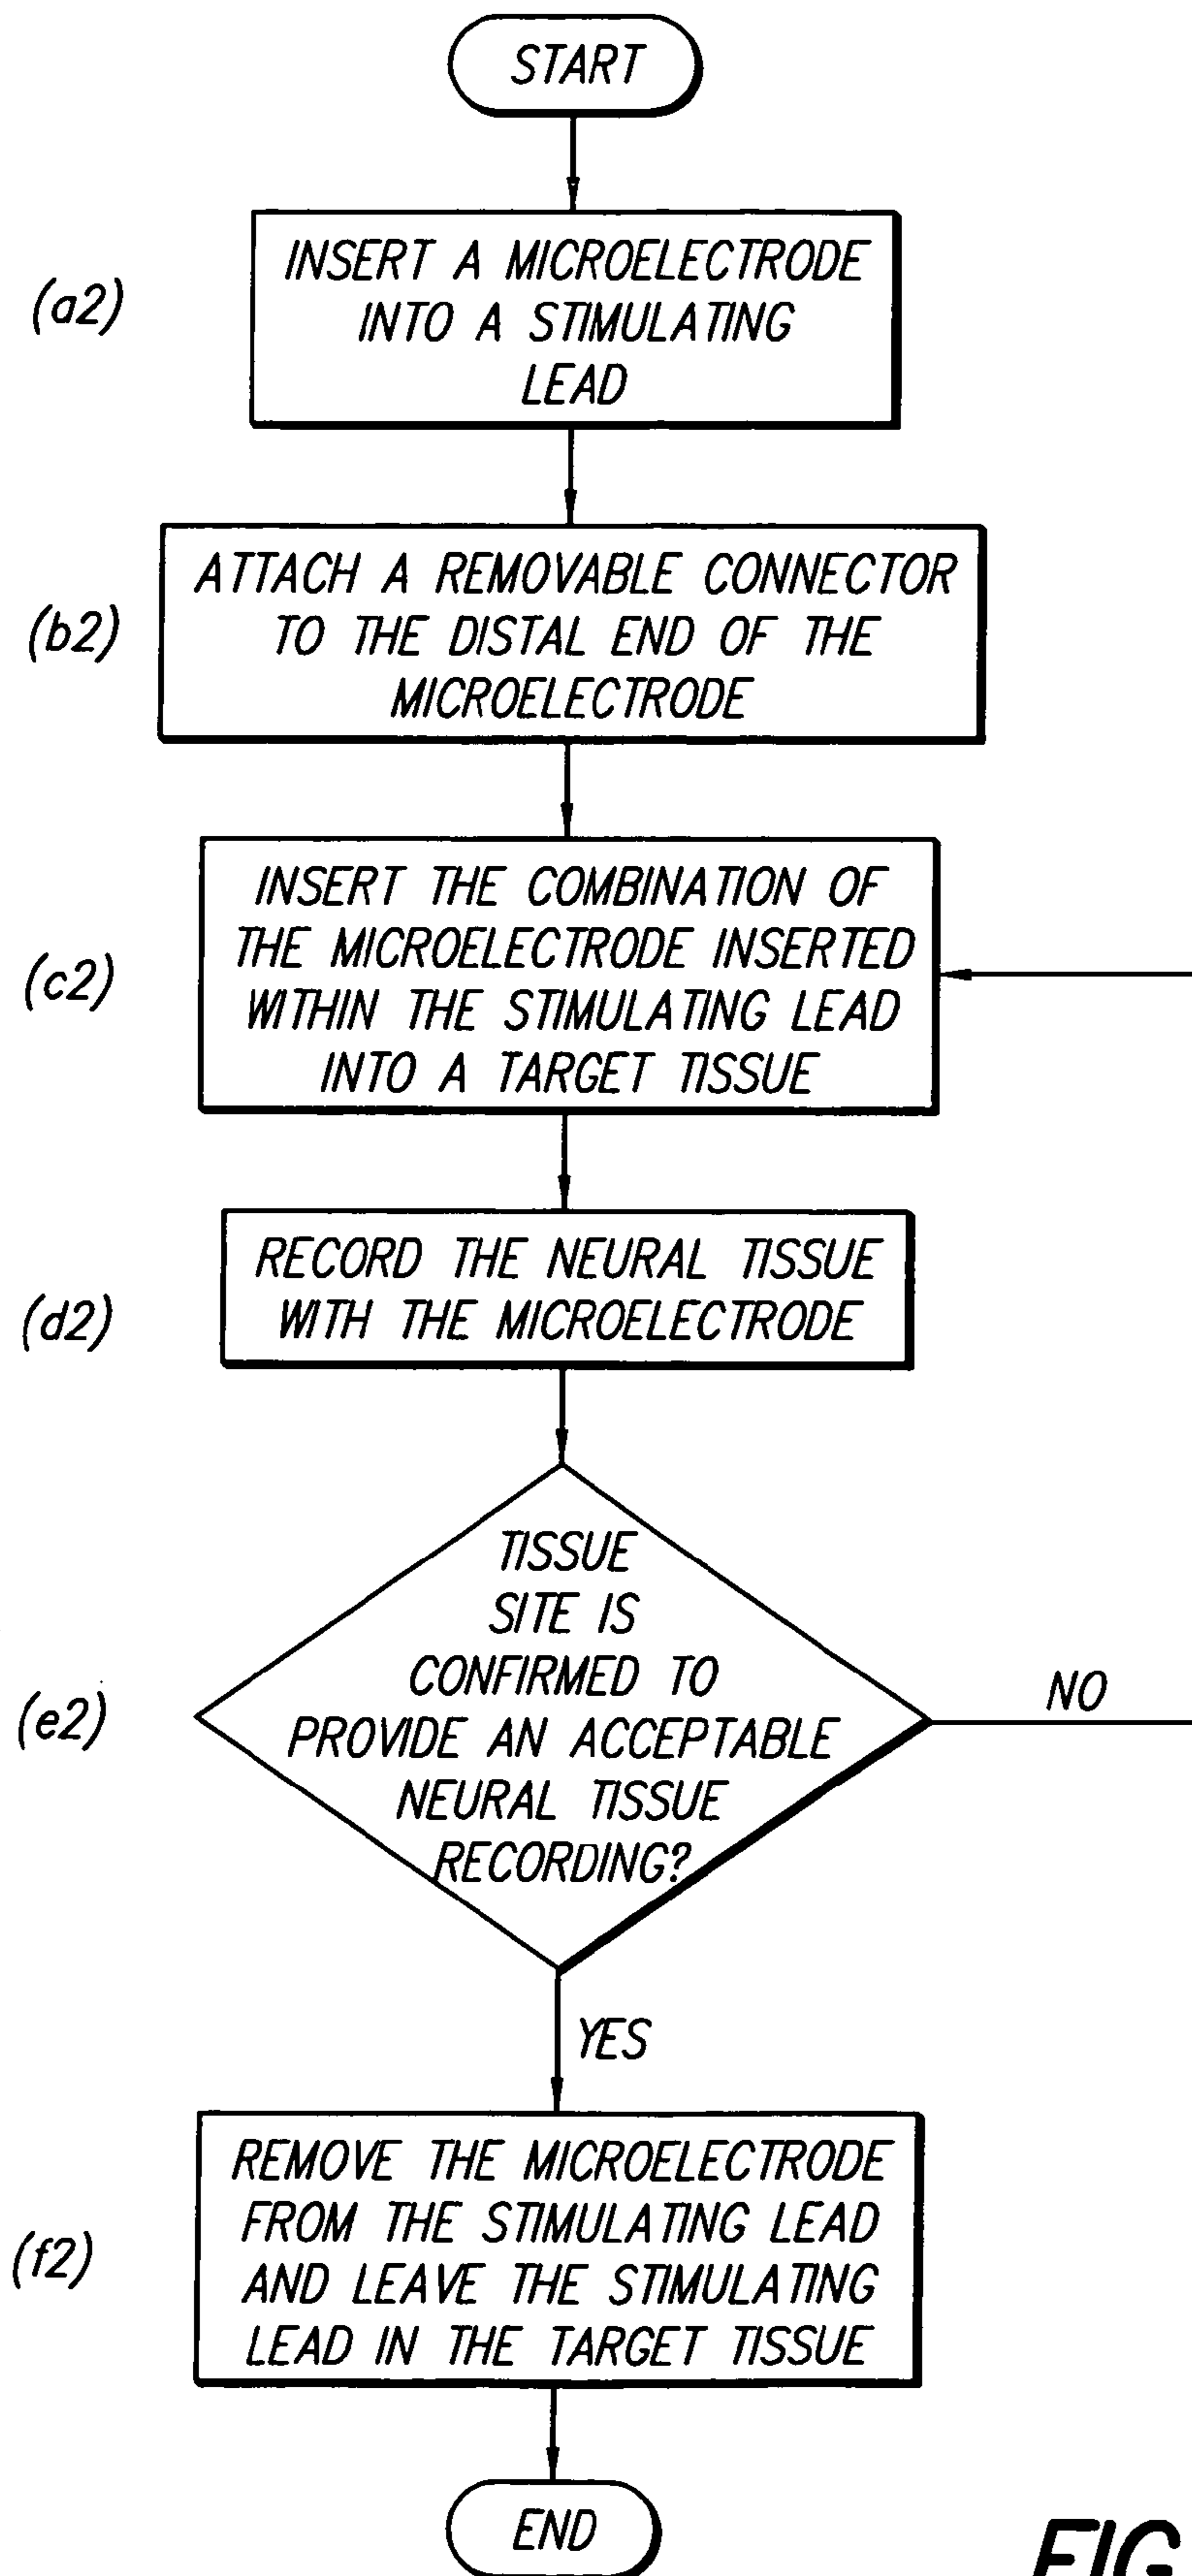 START
(a2)
INSERT A MICROELECTRODE
INTO A STIMULATING
LEAD
(b2)
ATTACH A REMOVABLE CONNECTOR
TO THE DISTAL END OF THE
MICROELECTRODE
(c2)
INSERT THE COMBINATION OF
THE MICROELECTRODE INSERTED
WITHIN THE STIMULATING LEAD
INTO A TARGET TISSUE
(d2)
RECORD THE NEURAL TISSUE
WITH THE MICROELECTRODE
(e2)
TISSUE
SITE IS
CONFIRMED TO
PROVIDE AN ACCEPTABLE
NEURAL TISSUE
RECORDING?
NO
YES
(f2)
REMOVE THE MICROELECTRODE
FROM THE STIMULATING LEAD
AND LEAVE THE STIMULATING
LEAD IN THE TARGET TISSUE
END
FIG